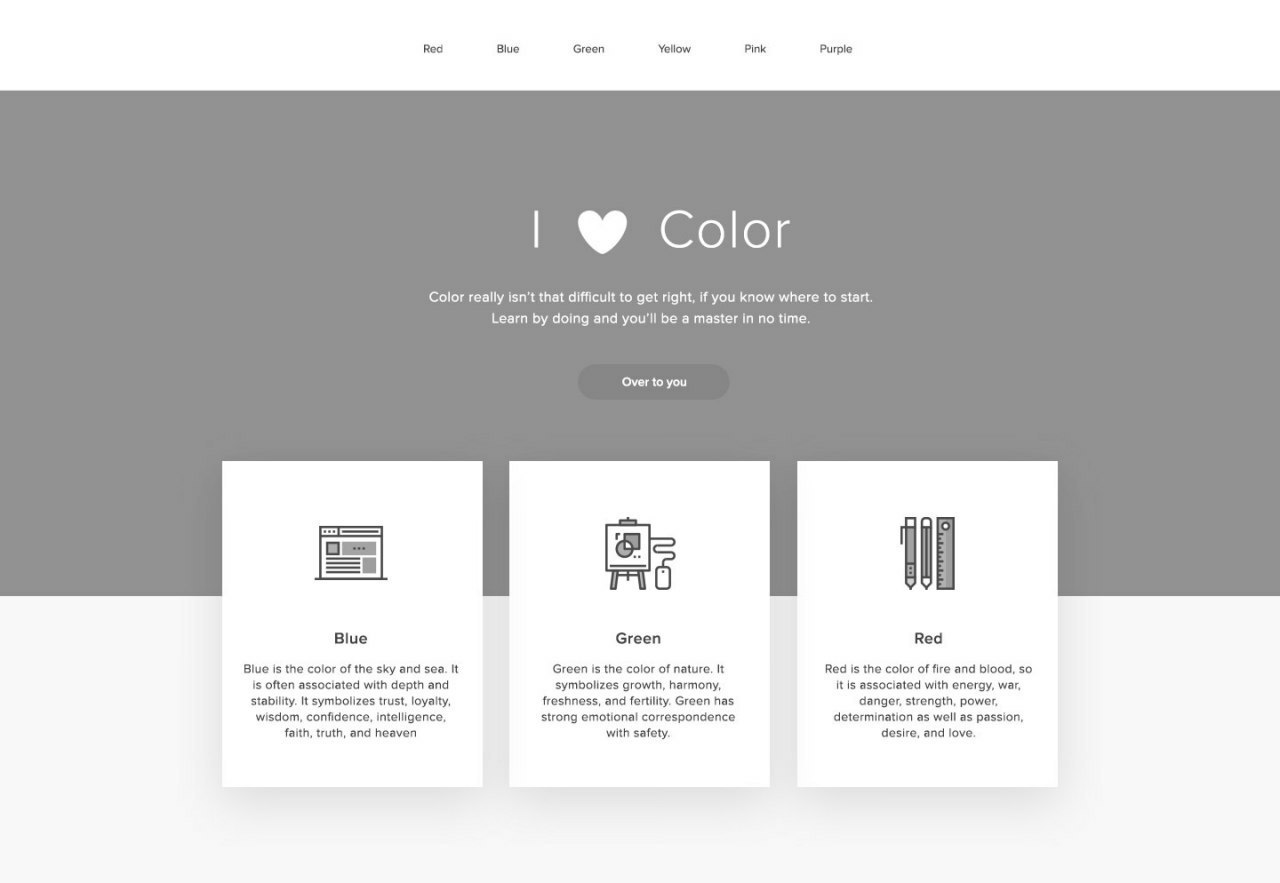 Red Blue Green Yellow Pink Purple
I Color
Color really isn’t that difficult to get right, if you know where to start.
Learn by doing and you’ll be a master in no time.
Over to you
Blue
Blue is the color of the sky and sea. It
is often associated with depth and
stability. It symbolizes trust, loyalty,
wisdom, confidence, intelligence,
faith, truth, and heaven
Green
Green is the color of nature. It
symbolizes growth, harmony,
freshness, and fertility. Green has
strong emotional correspondence
with safety.
Red
Red is the color of fire and blood, so
it is associated with energy, war,
danger, strength, power,
determination as well as passion,
desire, and love.